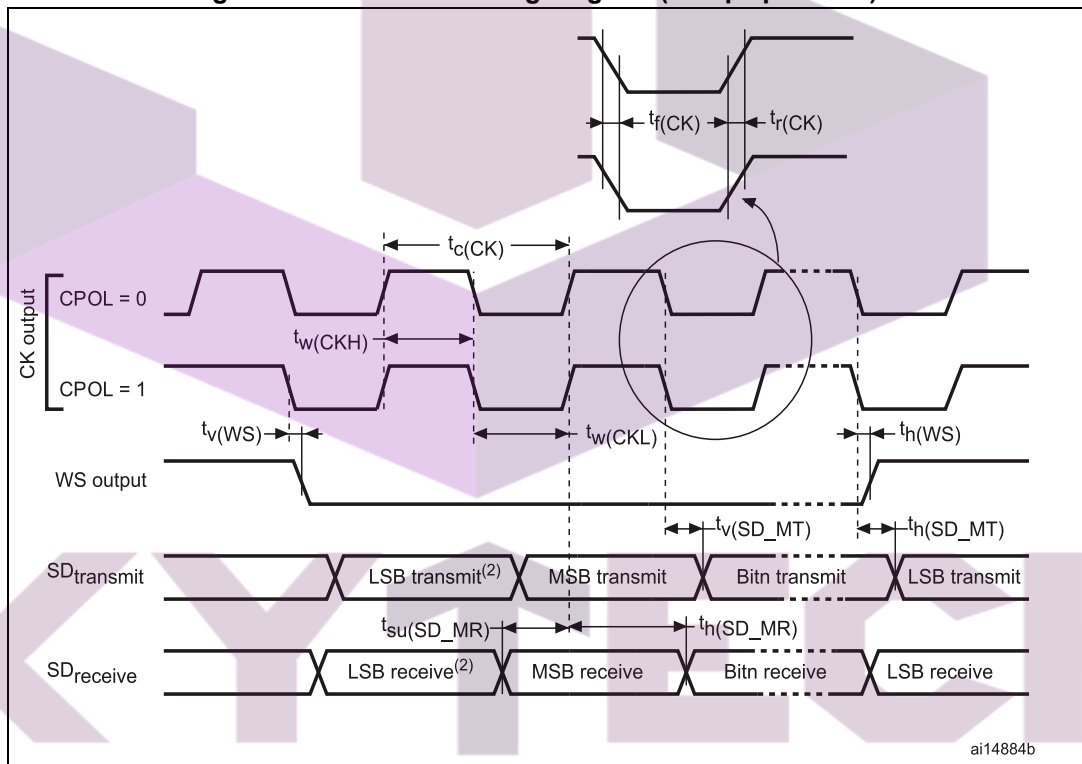 tf(CK)
tr(CK)
tc(CK)
CK output
CPOL = 0
tw(CKH)
CPOL = 1
tv(WS)
tw(CKL)
th(WS)
WS output
tv(SD_MT)
th(SD_MT)
SDtransmit
LSB transmit(2)
MSB transmit
Bitn transmit
LSB transmit
tsu(SD_MR)
th(SD_MR)
SDreceive
LSB receive(2)
MSB receive
Bitn receive
LSB receive
ai14884b
KYTECH